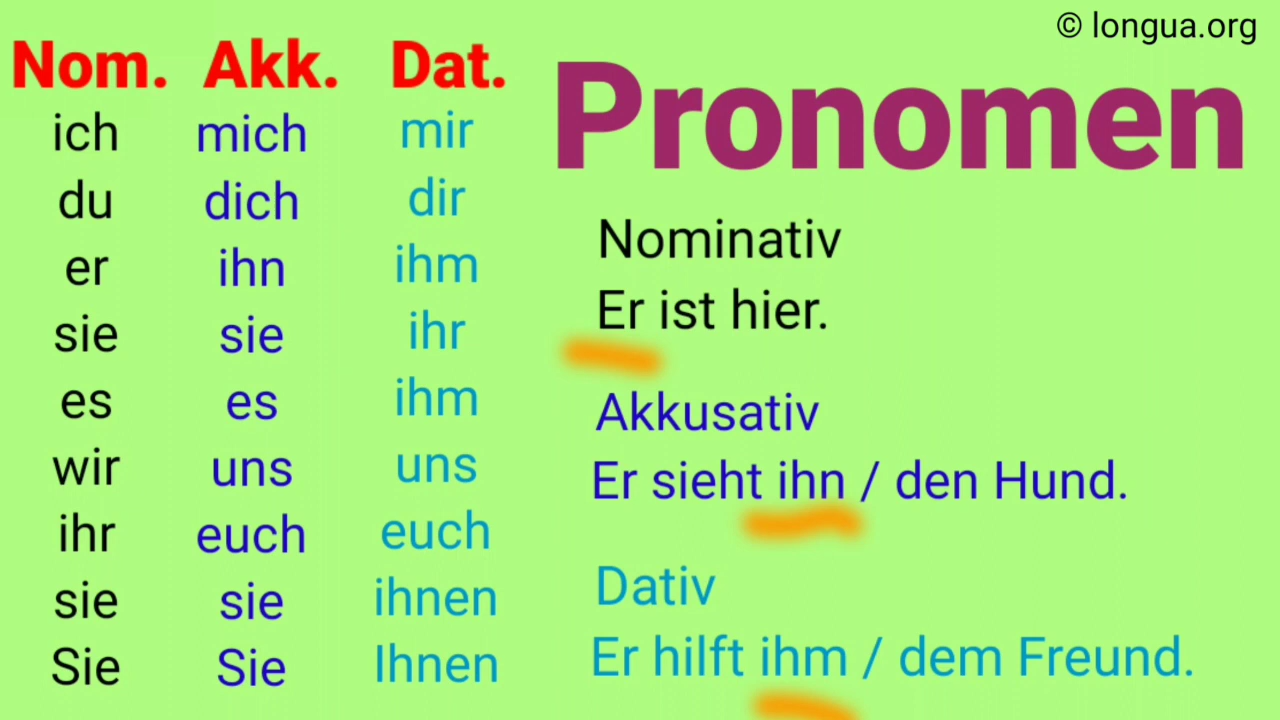 © longua.org
Pronomen
Nom. Akk. Dat.
ich mich mir
du dich dir
er ihn ihm
sie sie ihr
es es ihm
wir uns uns
ihr euch euch
sie sie ihnen
Sie Sie Ihnen
Nominativ
Er ist hier.
Akkusativ
Er sieht ihn / den Hund.
Dativ
Er hilft ihm / dem Freund.